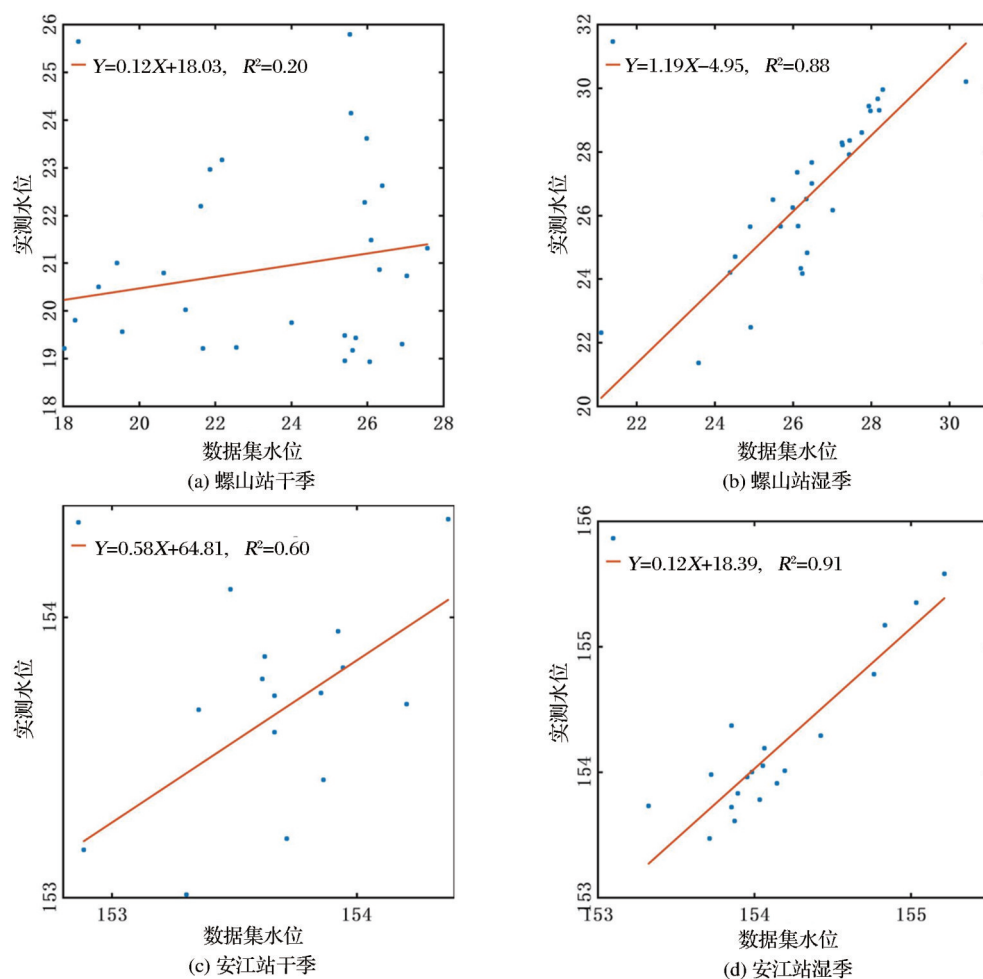 26
25
24
23
22
21
20
19
18
Y=0.12X+18.03, R²=0.20
实测水位
18 20 22 24 26 28
数据集水位
(a) 螺山站干季
32
30
28
26
24
22
20
Y=1.19X−4.95, R²=0.88
实测水位
22 24 26 28 30
数据集水位
(b) 螺山站湿季
Y=0.58X+64.81, R²=0.60
154
153
实测水位
153 154
数据集水位
(c) 安江站干季
156
155
154
153
Y=0.12X+18.39, R²=0.91
实测水位
153 154 155
数据集水位
(d) 安江站湿季